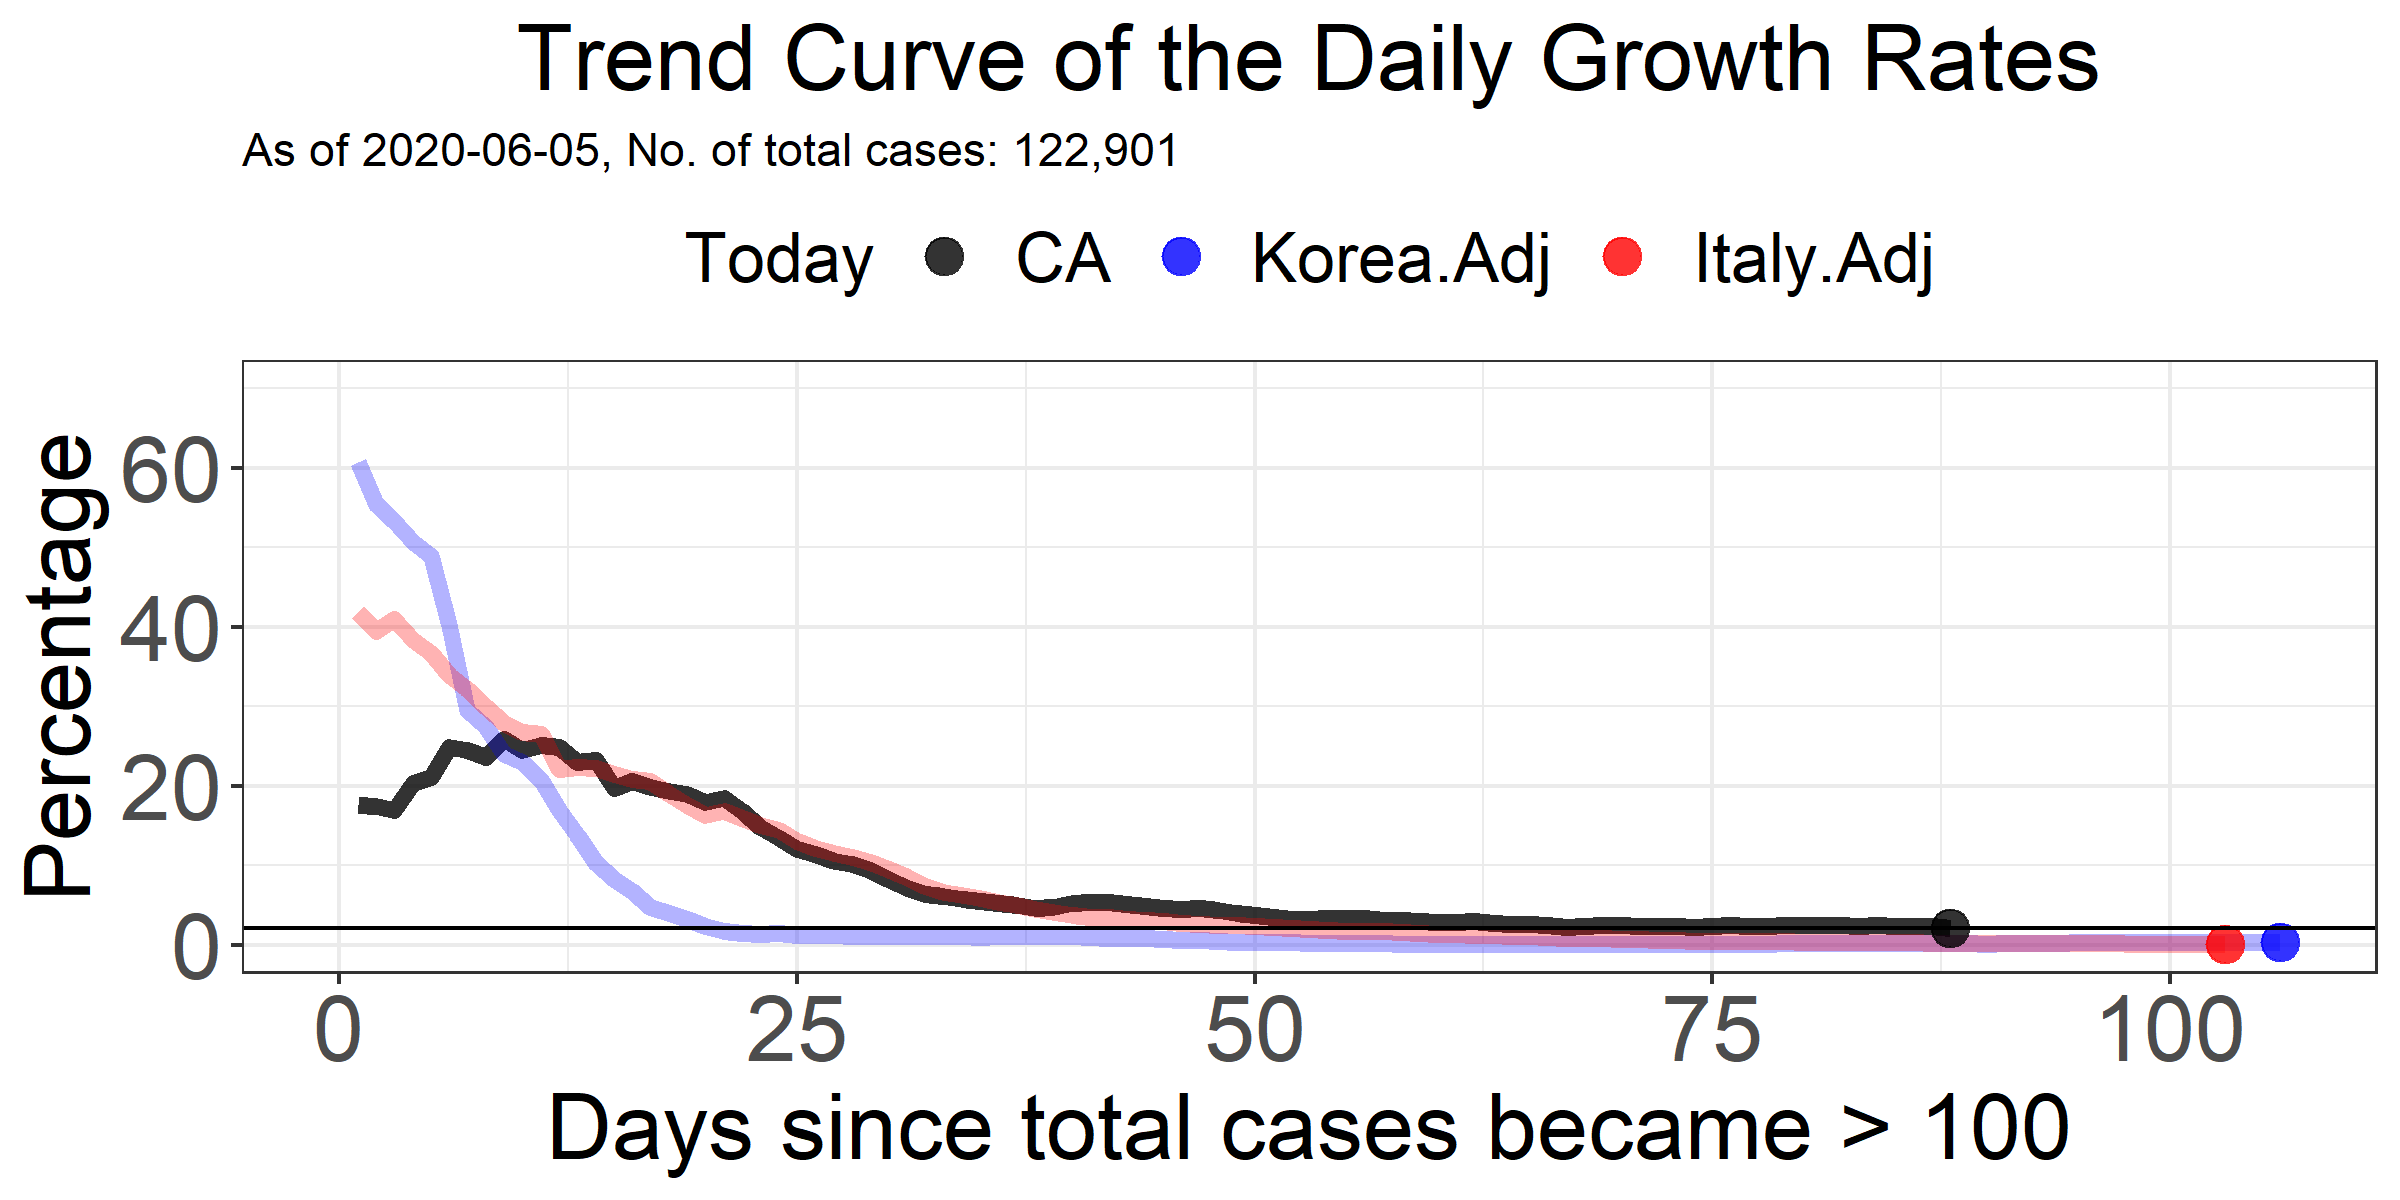 Trend Curve of the Daily Growth Rates
As of 2020-06-05, No. of total cases: 122,901
Today CA Korea.Adj Italy.Adj
Percentage
60
40
20
0
0 25 50 75 100
Days since total cases became > 100